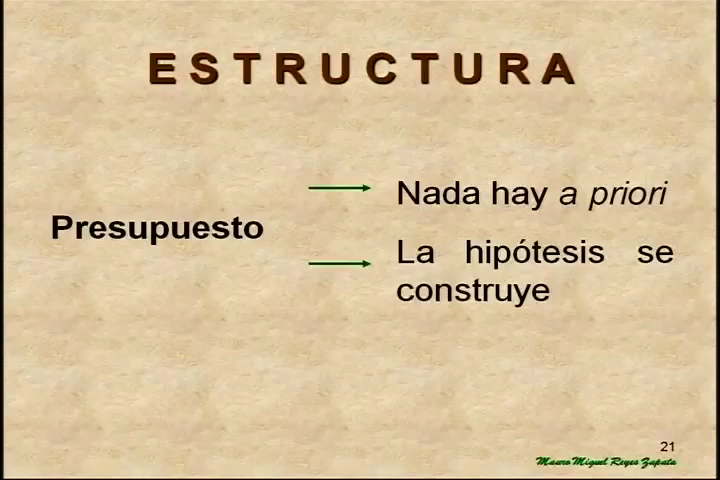 ESTRUCTURA
Presupuesto
Nada hay a priori
La hipótesis se
construye
21
Mauro Miguel Reyes Zapata